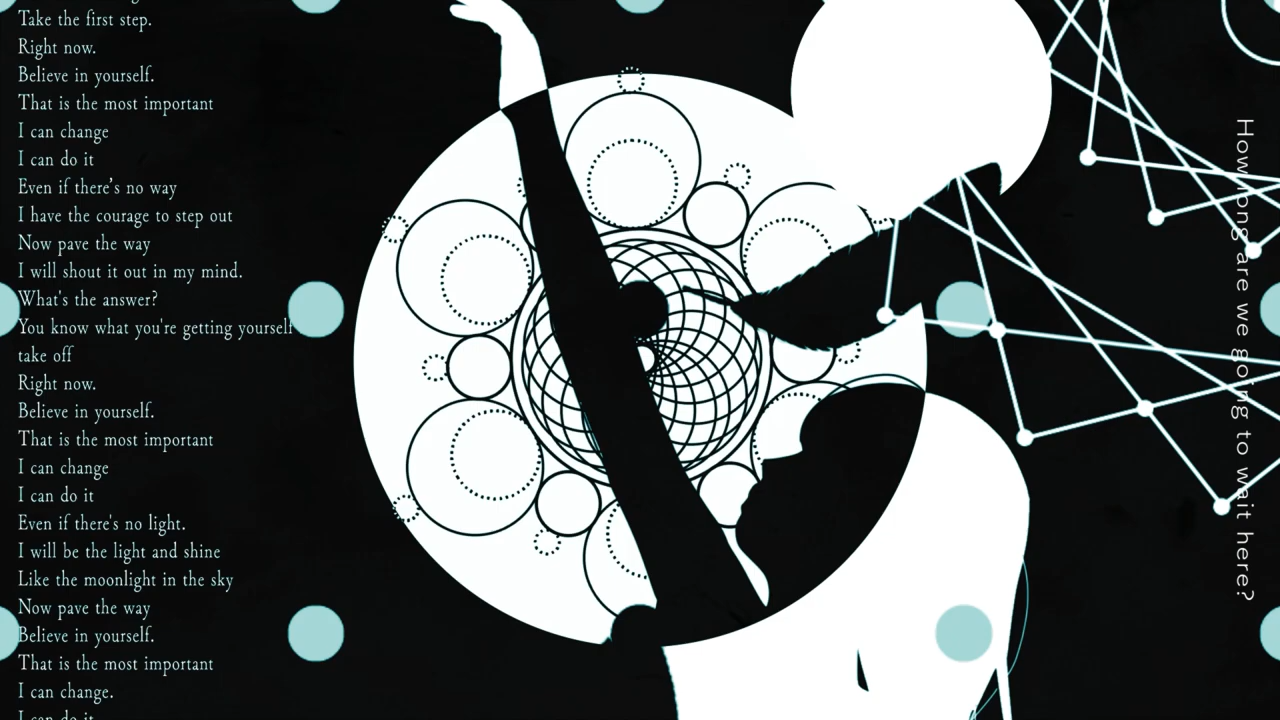 Take the first step.
Right now.
Believe in yourself.
That is the most important
I can change
I can do it
Even if there's no way
I have the courage to step out
Now pave the way
I will shout it out in my mind.
What's the answer?
You know what you're getting yourself
take off
Right now.
Believe in yourself.
That is the most important
I can change
I can do it
Even if there's no light.
I will be the light and shine
Like the moonlight in the sky
Now pave the way
Believe in yourself.
That is the most important
I can change.
I can do it
How long are we going to wait here?